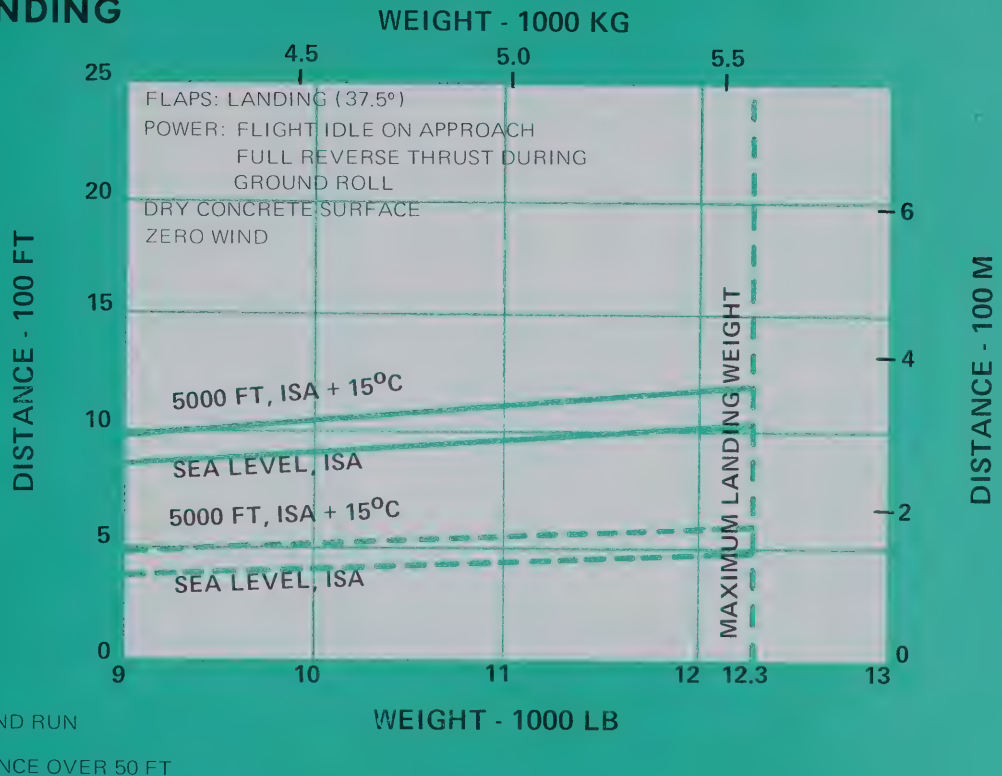 NDING
WEIGHT - 1000 KG
4.5 5.0 5.5
25
FLAPS: LANDING (37.5º)
POWER: FLIGHT IDLE ON APPROACH
FULL REVERSE THRUST DURING
GROUND ROLL
20
DRY CONCRETE SURFACE
6
ZERO WIND
DISTANCE - 100 FT
DISTANCE - 100 M
15
MAXIMUM LANDING WEIGHT
4
5000 FT, ISA + 15ºC
10
SEA LEVEL, ISA
5000 FT, ISA + 15ºC
2
5
SEA LEVEL, ISA
0 0
9 10 11 12 12.3 13
ND RUN
WEIGHT - 1000 LB
NCE OVER 50 FT